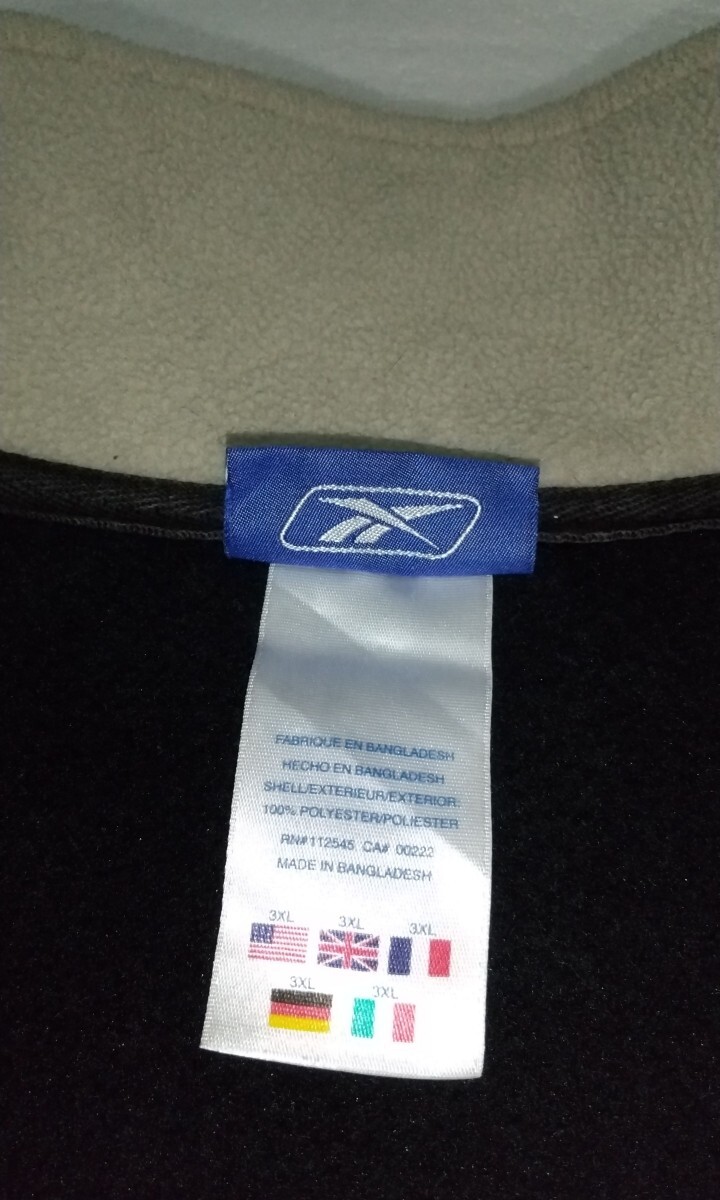 FABRIQUE EN BANGLADESH
HECHO EN BANGLADESH
SHELL/EXTERIEUR/EXTERIOR:
100% POLYESTER/POLIESTER
RN#112545 CA# 00222
MADE IN BANGLADESH
3XL 3XL 3XL
3XL 3XL